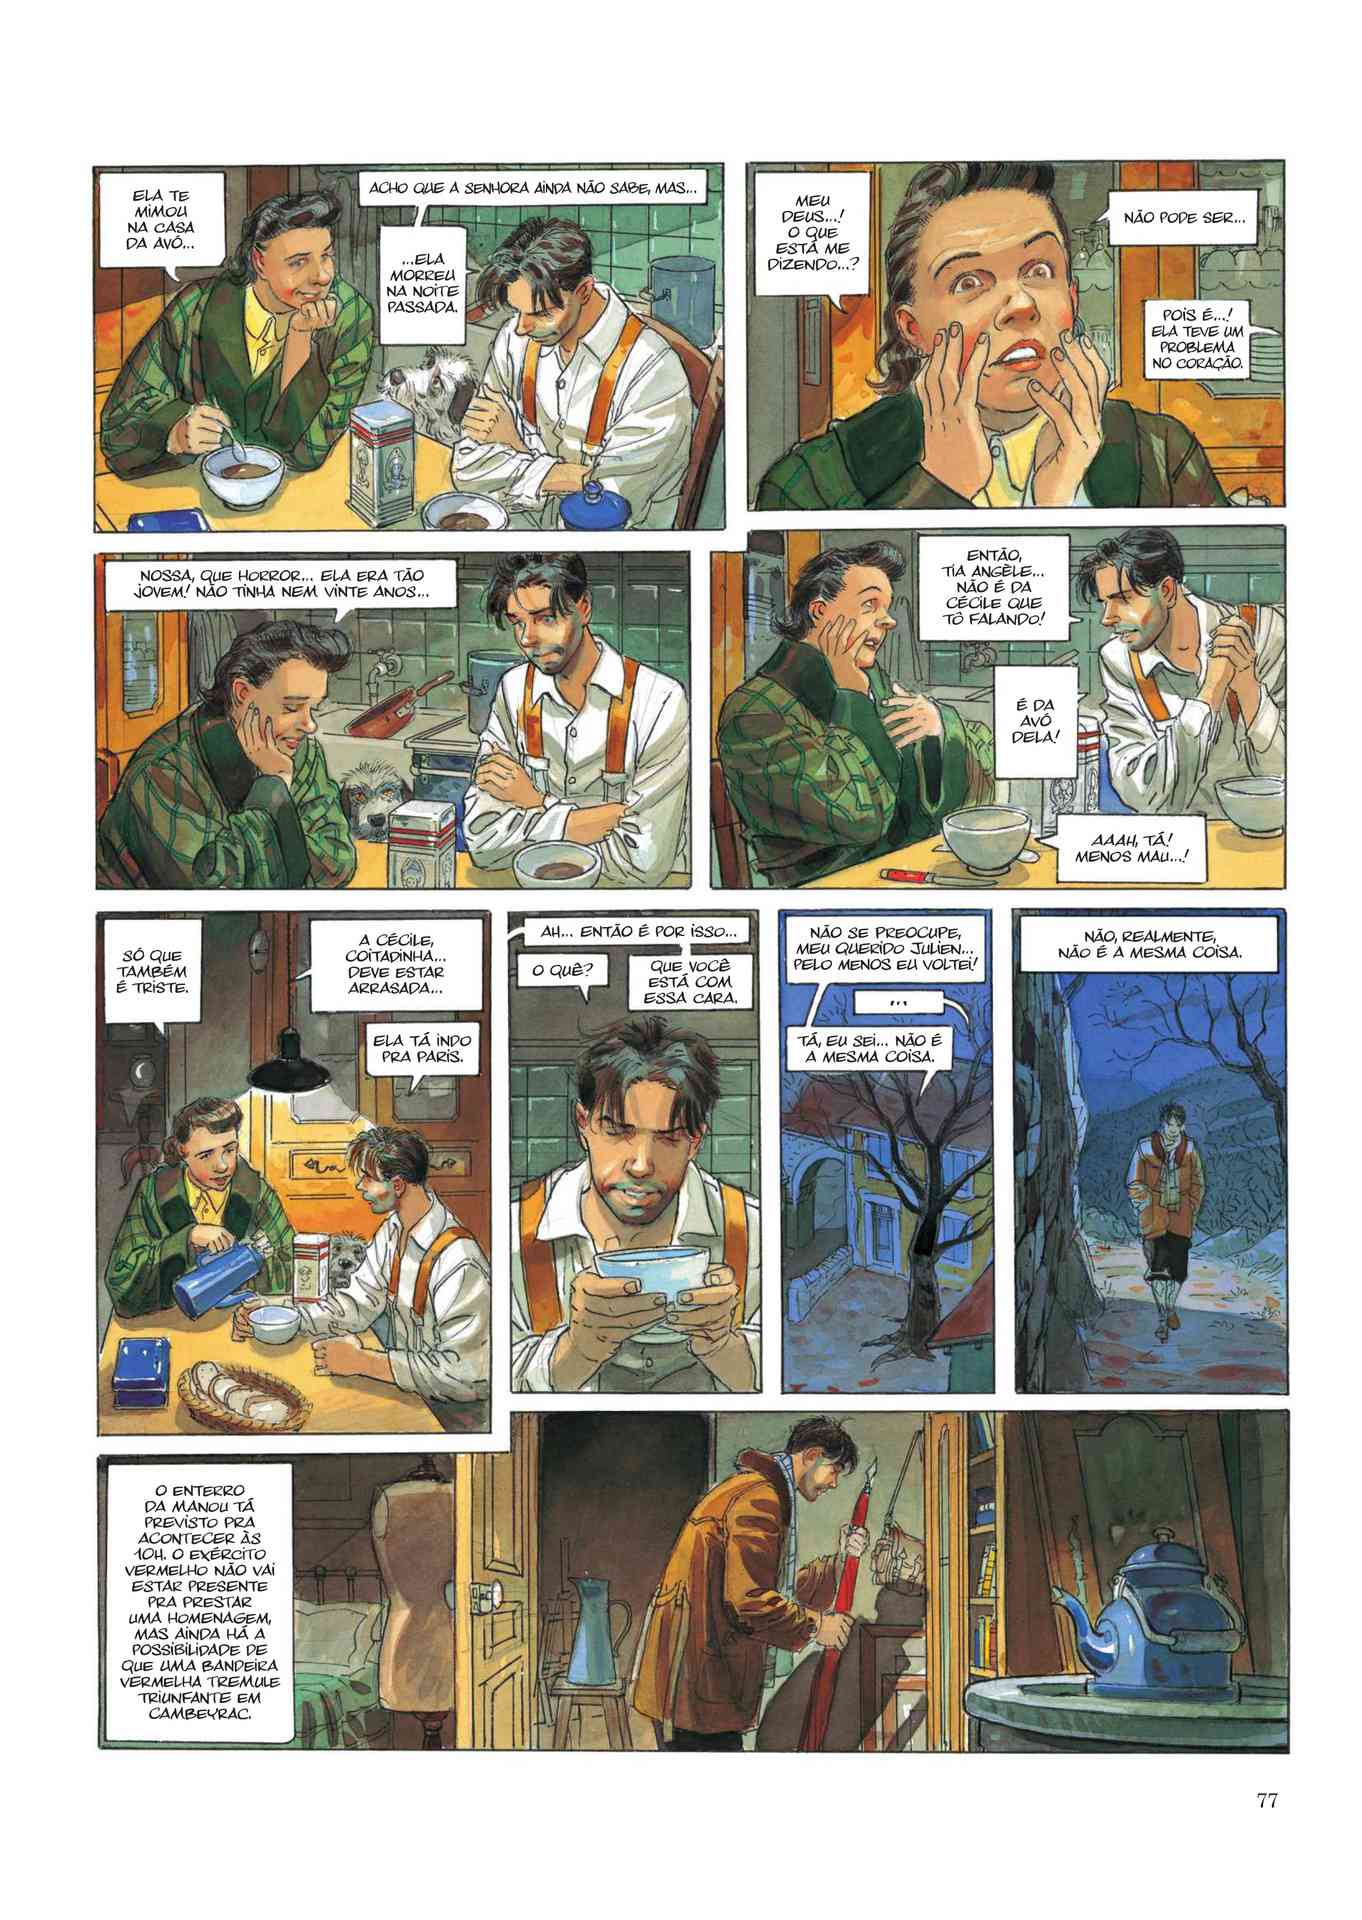 ELA TE
MIMOU
NA CASA
DA AVÓ...
ACHO QUE A SENHORA AINDA NÃO SABE, MAS...
...ELA
MORREU
NA NOITE
PASSADA.
MEU
DEUS...!
O QUE
ESTÁ ME
DIZENDO...?
NÃO PODE SER...
POIS É...!
ELA TEVE UM
PROBLEMA
NO CORAÇÃO.
NOSSA, QUE HORROR... ELA ERA TÃO
JOVEM! NÃO TINHA NEM VINTE ANOS...
ENTÃO,
TIA ANGÈLE...
NÃO É DA
CÉCILE QUE
TÔ FALANDO!
É DA
AVÓ
DELA!
AAAH, TÁ!
MENOS MAU...!
SÓ QUE
TAMBÉM
É TRISTE.
A CÉCILE,
COITADINHA...
DEVE ESTAR
ARRASADA...
ELA TÁ INDO
PRA PARIS.
AH... ENTÃO É POR ISSO...
O QUÊ?
QUE VOCÊ
ESTÁ COM
ESSA CARA.
NÃO SE PREOCUPE,
MEU QUERIDO JULIEN...
PELO MENOS EU VOLTEI!
...
TÁ, EU SEI... NÃO É
A MESMA COISA.
NÃO, REALMENTE,
NÃO É A MESMA COISA.
O ENTERRO
DA MANOU TÁ
PREVISTO PRA
ACONTECER ÀS
10H. O EXÉRCITO
VERMELHO NÃO VAI
ESTAR PRESENTE
PRA PRESTAR
UMA HOMENAGEM,
MAS AINDA HÁ A
POSSIBILIDADE DE
QUE UMA BANDEIRA
VERMELHA TREMULE
TRIUNFANTE EM
CAMBEYRAC.
77